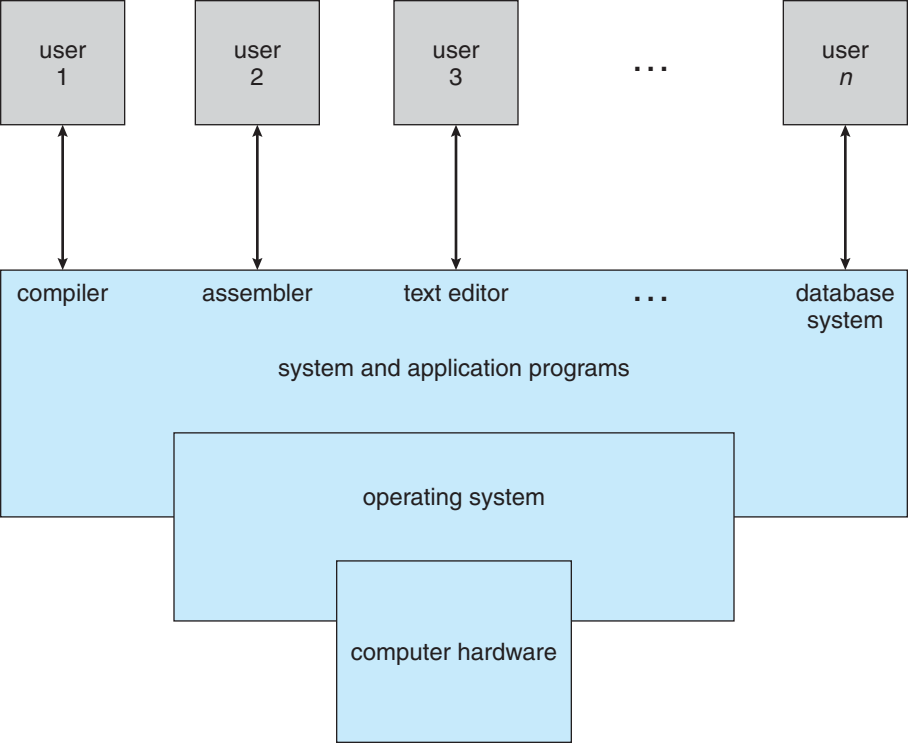 user
1
user
2
user
3
...
user
n
compiler
assembler
text editor
...
database
system
system and application programs
operating system
computer hardware